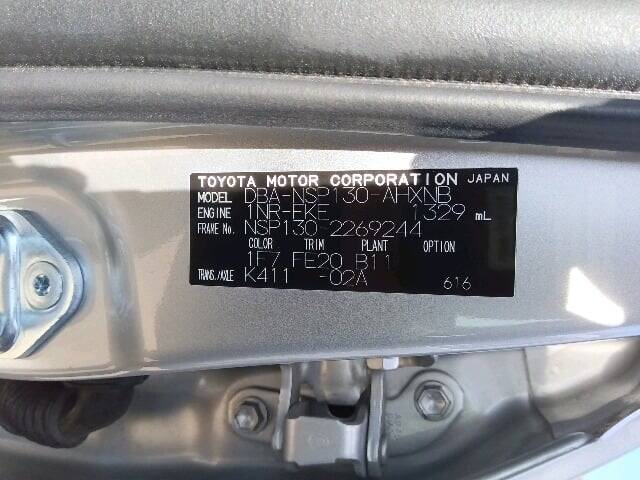 TOYOTA MOTOR CORPORATION JAPAN
MODEL DBA-NSP130-AHXNB
ENGINE 1NR-FKE 1329 mL
FRAME No. NSP130-2269244
COLOR TRIM PLANT OPTION
1F7 FE20 B11
TRANS./AXLE K411 -02A 616